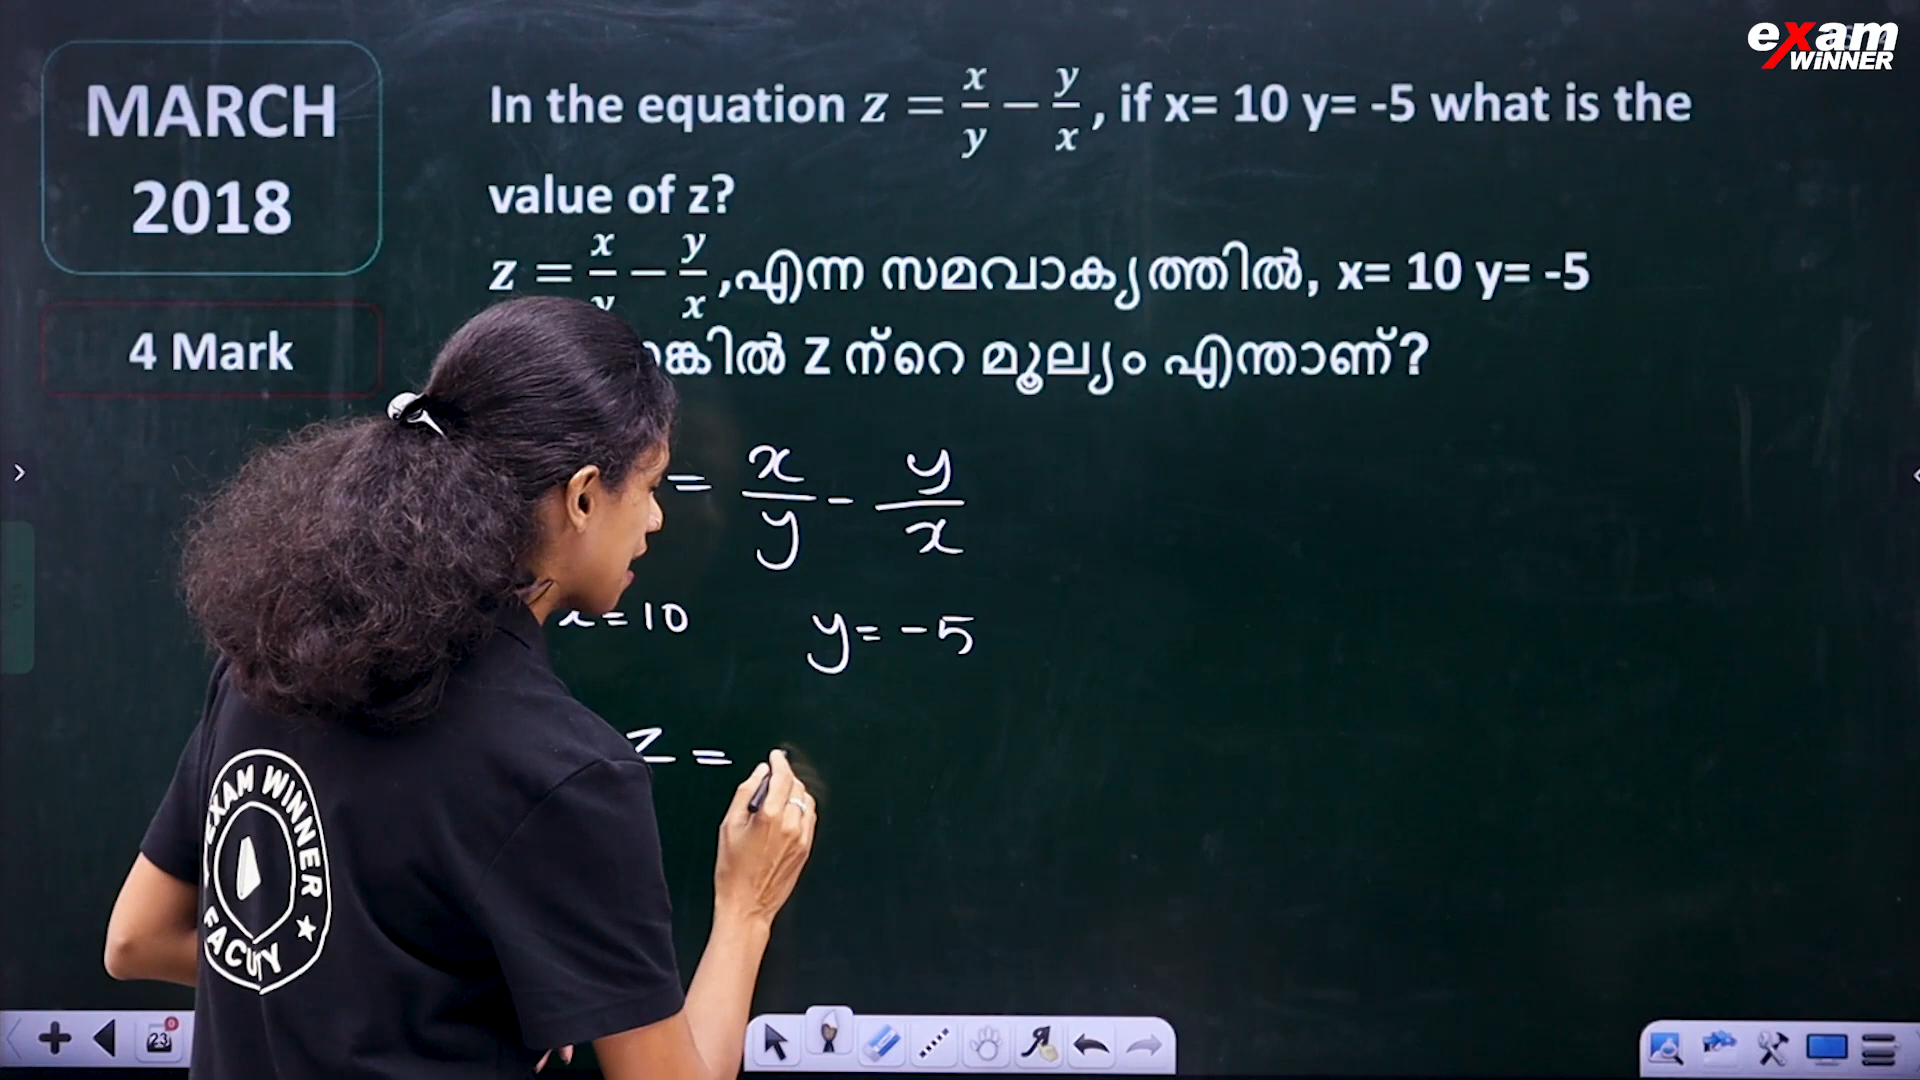 exam
WiNNER
MARCH
2018
4 Mark
In the equation z = x/y − y/x, if x= 10 y= -5 what is the
value of z?
z = x/y − y/x ,എന്ന സമവാക്യത്തിൽ, x= 10 y= -5
Z ന്റെ മൂല്യം എന്താണ്?
= x/y - y/x
x = 10 y = -5
z =
EXAM WINNER
FACULTY
23